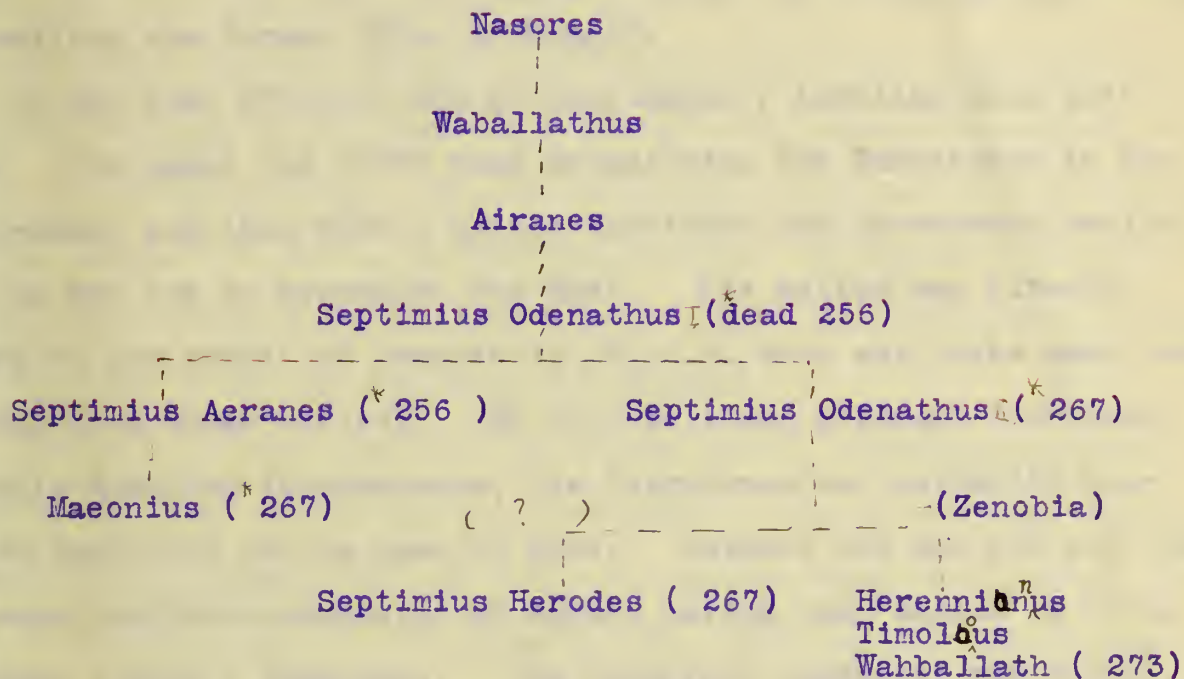 Nasores
Waballathus
Airanes
Septimius Odenathus I (*dead 256)
Septimius Aeranes (* 256 ) Septimius Odenathus II (* 267)
Maeonius (* 267) ( ? ) (Zenobia)
Septimius Herodes ( 267) Herennianus
Timolaus
Wahballath ( 273)